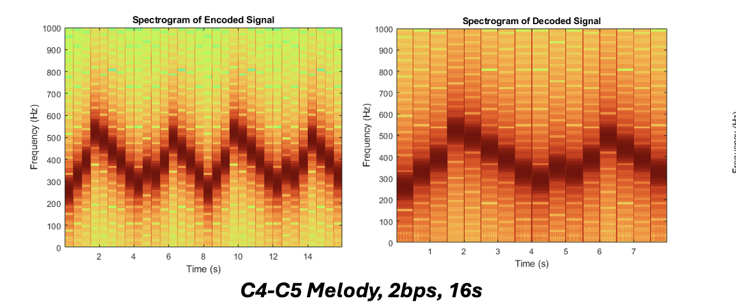 Spectrogram of Encoded Signal
1000
900
800
700
600
500
400
300
200
100
0
Frequency (Hz)
2 4 6 8 10 12 14
Time (s)
Spectrogram of Decoded Signal
1000
900
800
700
600
500
400
300
200
100
0
Frequency (Hz)
1 2 3 4 5 6 7
Time (s)
C4-C5 Melody, 2bps, 16s